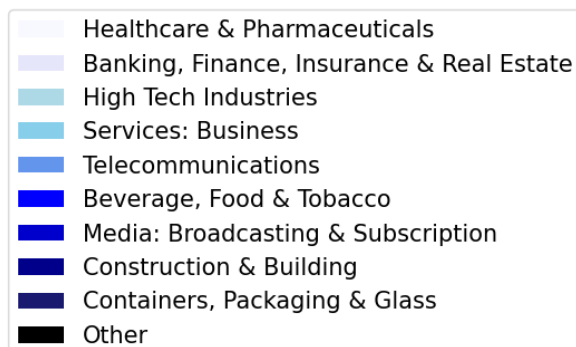 Healthcare & Pharmaceuticals
Banking, Finance, Insurance & Real Estate
High Tech Industries
Services: Business
Telecommunications
Beverage, Food & Tobacco
Media: Broadcasting & Subscription
Construction & Building
Containers, Packaging & Glass
Other